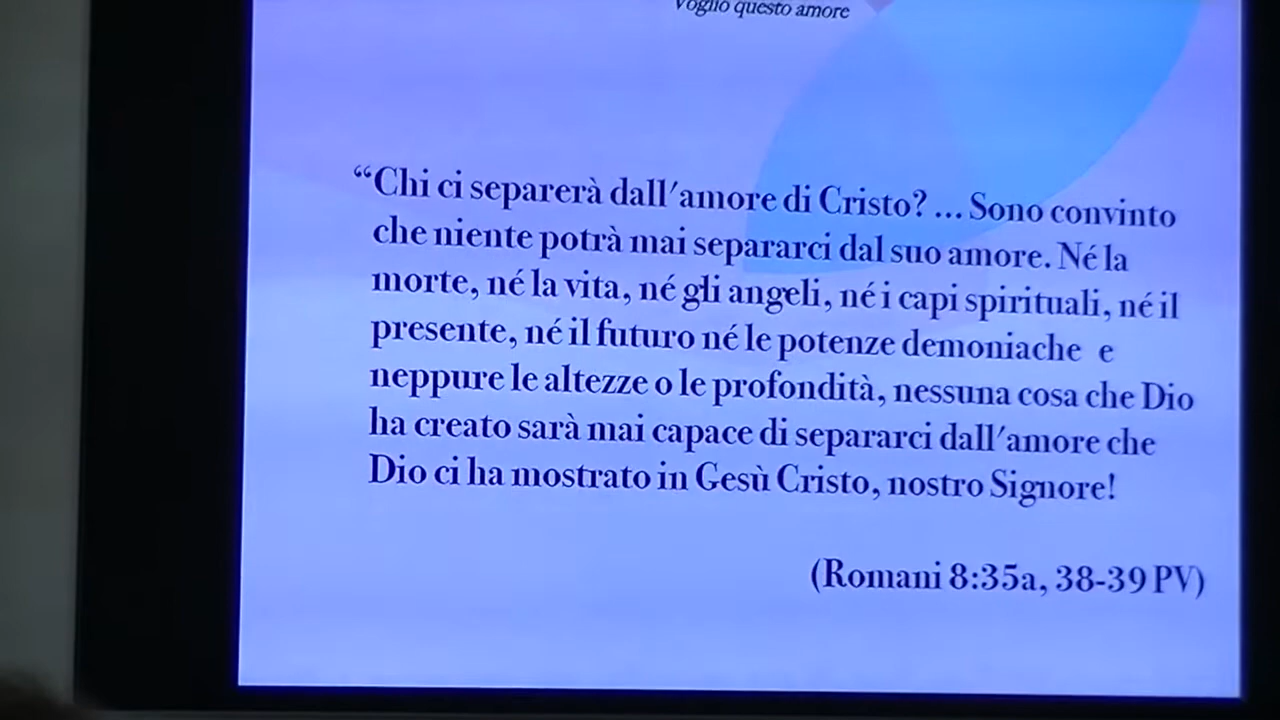 Voglio questo amore
“Chi ci separerà dall'amore di Cristo? ... Sono convinto
che niente potrà mai separarci dal suo amore. Né la
morte, né la vita, né gli angeli, né i capi spirituali, né il
presente, né il futuro né le potenze demoniache e
neppure le altezze o le profondità, nessuna cosa che Dio
ha creato sarà mai capace di separarci dall'amore che
Dio ci ha mostrato in Gesù Cristo, nostro Signore!
(Romani 8:35a, 38-39 PV)